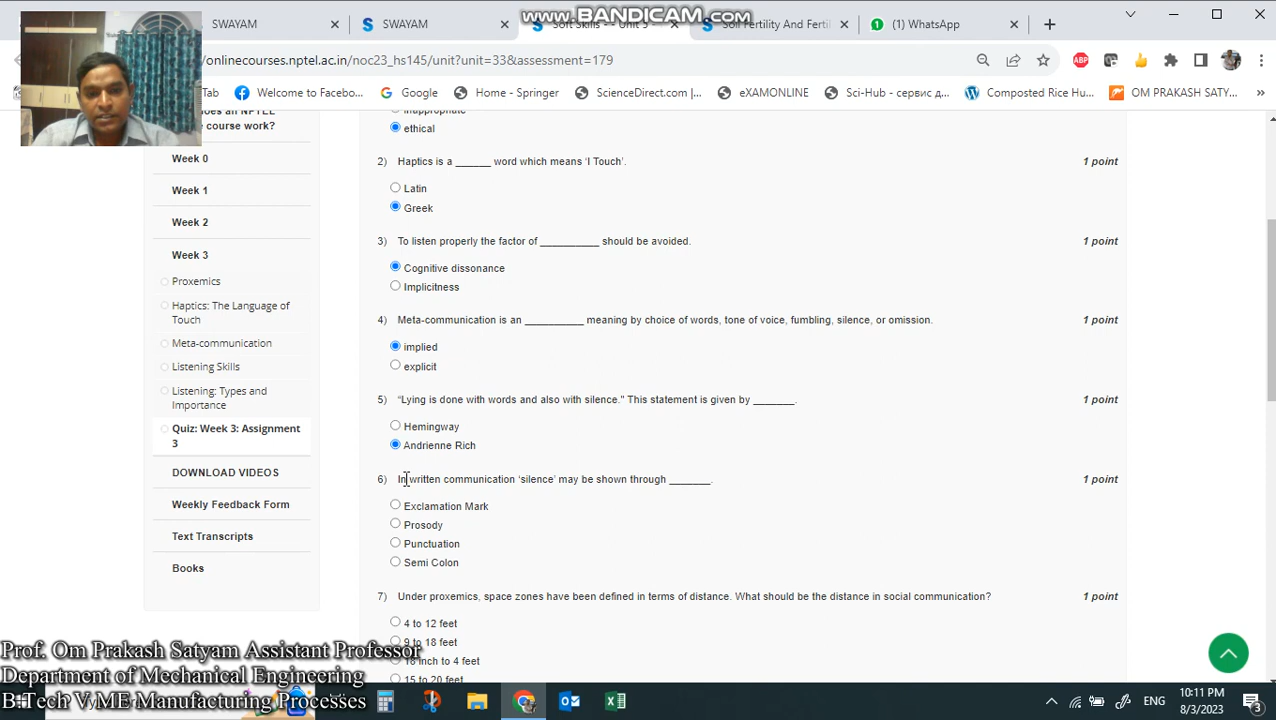 www.BANDICAM.com
SWAYAM
SWAYAM
Soft Skills - Unit 5 -
Soil Fertility And Ferti
(1) WhatsApp
/onlinecourses.nptel.ac.in/noc23_hs145/unit?unit=33&assessment=179
Tab
Welcome to Facebo...
Google
Home - Springer
ScienceDirect.com |...
eXAMONLINE
Sci-Hub - сервис д...
Composted Rice Hu...
OM PRAKASH SATY...
»
course work?
Week 0
Week 1
Week 2
Week 3
Proxemics
Haptics: The Language of
Touch
Meta-communication
Listening Skills
Listening: Types and
Importance
Quiz: Week 3: Assignment
3
DOWNLOAD VIDEOS
Weekly Feedback Form
Text Transcripts
Books
inappropriate
ethical
2) Haptics is a ______ word which means ‘I Touch’. 1 point
Latin
Greek
3) To listen properly the factor of __________ should be avoided. 1 point
Cognitive dissonance
Implicitness
4) Meta-communication is an __________ meaning by choice of words, tone of voice, fumbling, silence, or omission. 1 point
implied
explicit
5) “Lying is done with words and also with silence.” This statement is given by _______. 1 point
Hemingway
Andrienne Rich
6) In written communication ‘silence’ may be shown through _______. 1 point
Exclamation Mark
Prosody
Punctuation
Semi Colon
7) Under proxemics, space zones have been defined in terms of distance. What should be the distance in social communication? 1 point
4 to 12 feet
9 to 18 feet
18 inch to 4 feet
15 to 20 feet
Prof. Om Prakash Satyam Assistant Professor
Department of Mechanical Engineering
B.Tech V ME Manufacturing Processes
ENG
10:11 PM
8/3/2023
3